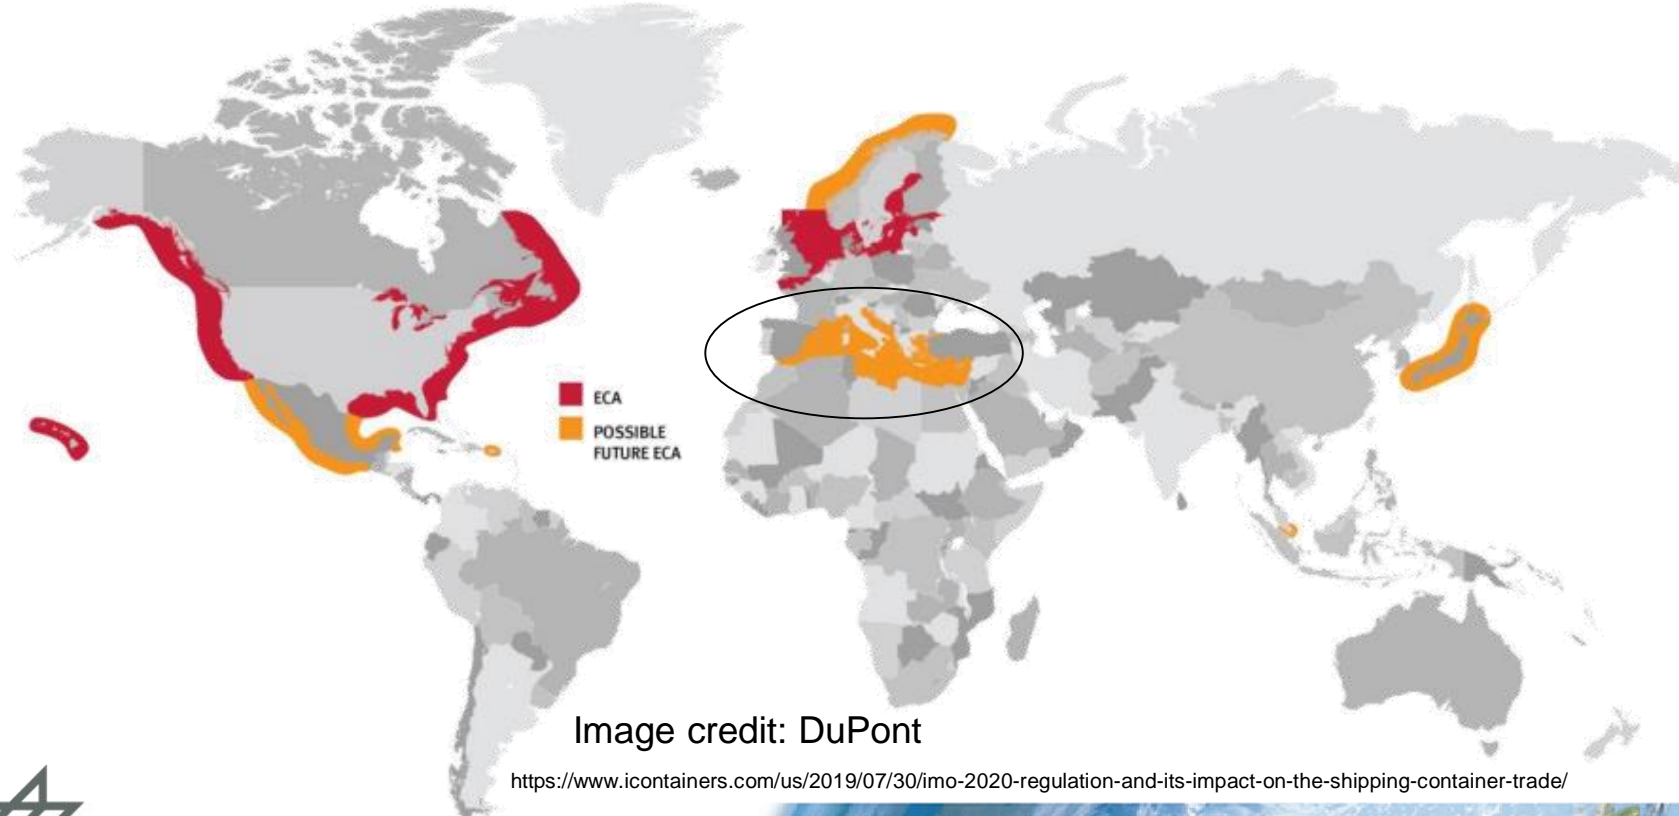 ECA
POSSIBLE
FUTURE ECA
Image credit: DuPont
https://www.icontainers.com/us/2019/07/30/imo-2020-regulation-and-its-impact-on-the-shipping-container-trade/